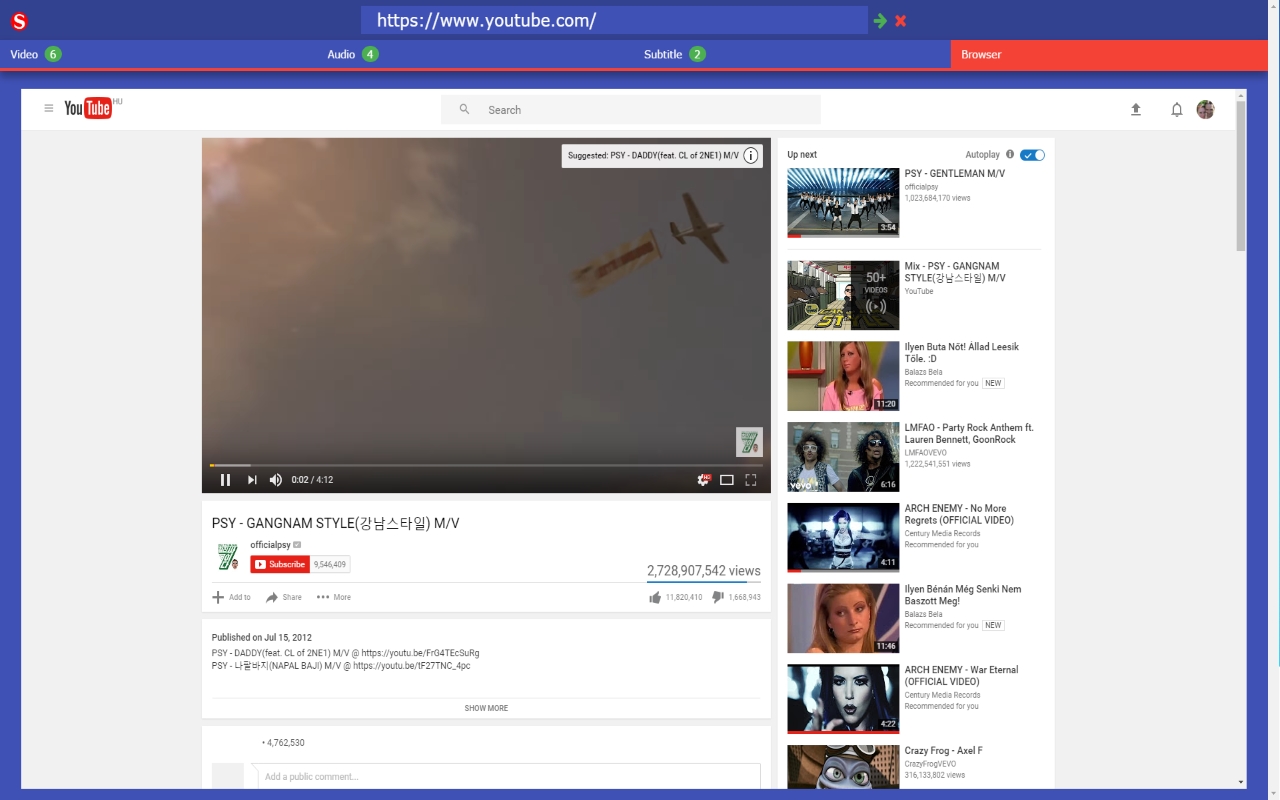 S
https://www.youtube.com/
Video 6
Audio 4
Subtitle 2
Browser
YouTube HU
Search
Suggested: PSY - DADDY(feat. CL of 2NE1) M/V
0:02 / 4:12
HD
PSY - GANGNAM STYLE(강남스타일) M/V
officialpsy
Subscribe 9,546,409
2,728,907,542 views
Add to
Share
More
11,820,410
1,668,943
Published on Jul 15, 2012
PSY - DADDY(feat. CL of 2NE1) M/V @ https://youtu.be/FrG4TEcSuRg
PSY - 나팔바지(NAPAL BAJI) M/V @ https://youtu.be/tF27TNC_4pc
SHOW MORE
• 4,762,530
Add a public comment...
Up next
Autoplay
3:54
PSY - GENTLEMAN M/V
officialpsy
1,023,684,170 views
50+
VIDEOS
Mix - PSY - GANGNAM
STYLE(강남스타일) M/V
YouTube
11:20
Ilyen Buta Nőt! Állad Leesik
Tőle. :D
Balazs Bela
Recommended for you NEW
vevo
6:16
LMFAO - Party Rock Anthem ft.
Lauren Bennett, GoonRock
LMFAOVEVO
1,222,541,551 views
4:11
ARCH ENEMY - No More
Regrets (OFFICIAL VIDEO)
Century Media Records
Recommended for you
11:46
Ilyen Bénán Még Senki Nem
Baszott Meg!
Balazs Bela
Recommended for you NEW
4:22
ARCH ENEMY - War Eternal
(OFFICIAL VIDEO)
Century Media Records
Recommended for you
Crazy Frog - Axel F
CrazyFrogVEVO
316,133,802 views